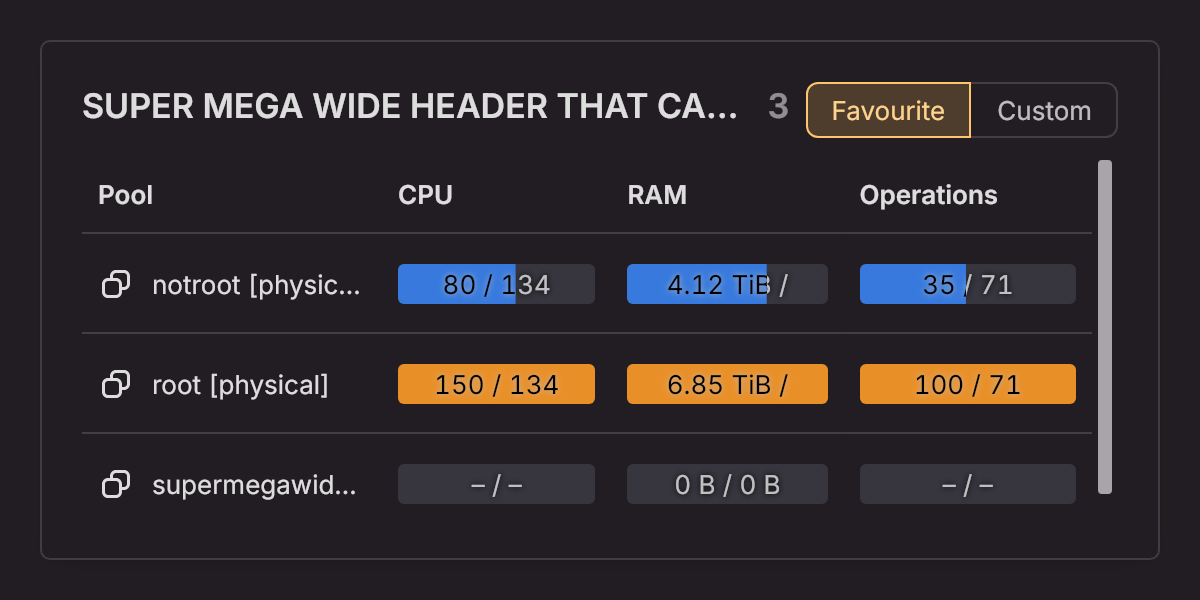 SUPER MEGA WIDE HEADER THAT CA... 3 Favourite Custom
Pool CPU RAM Operations
notroot [physic... 80 / 134 4.12 TiB / 35 / 71
root [physical] 150 / 134 6.85 TiB / 100 / 71
supermegawid... – / – 0 B / 0 B – / –